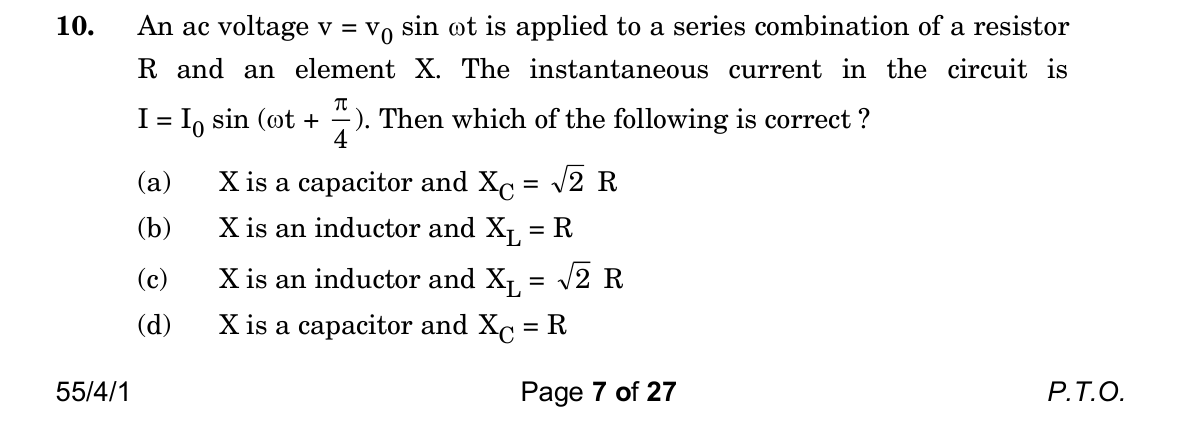 10. An ac voltage v = v₀ sin ωt is applied to a series combination of a resistor
R and an element X. The instantaneous current in the circuit is
I = I₀ sin (ωt + π/4). Then which of the following is correct ?
(a) X is a capacitor and X_C = √2 R
(b) X is an inductor and X_L = R
(c) X is an inductor and X_L = √2 R
(d) X is a capacitor and X_C = R
55/4/1 Page 7 of 27 P.T.O.